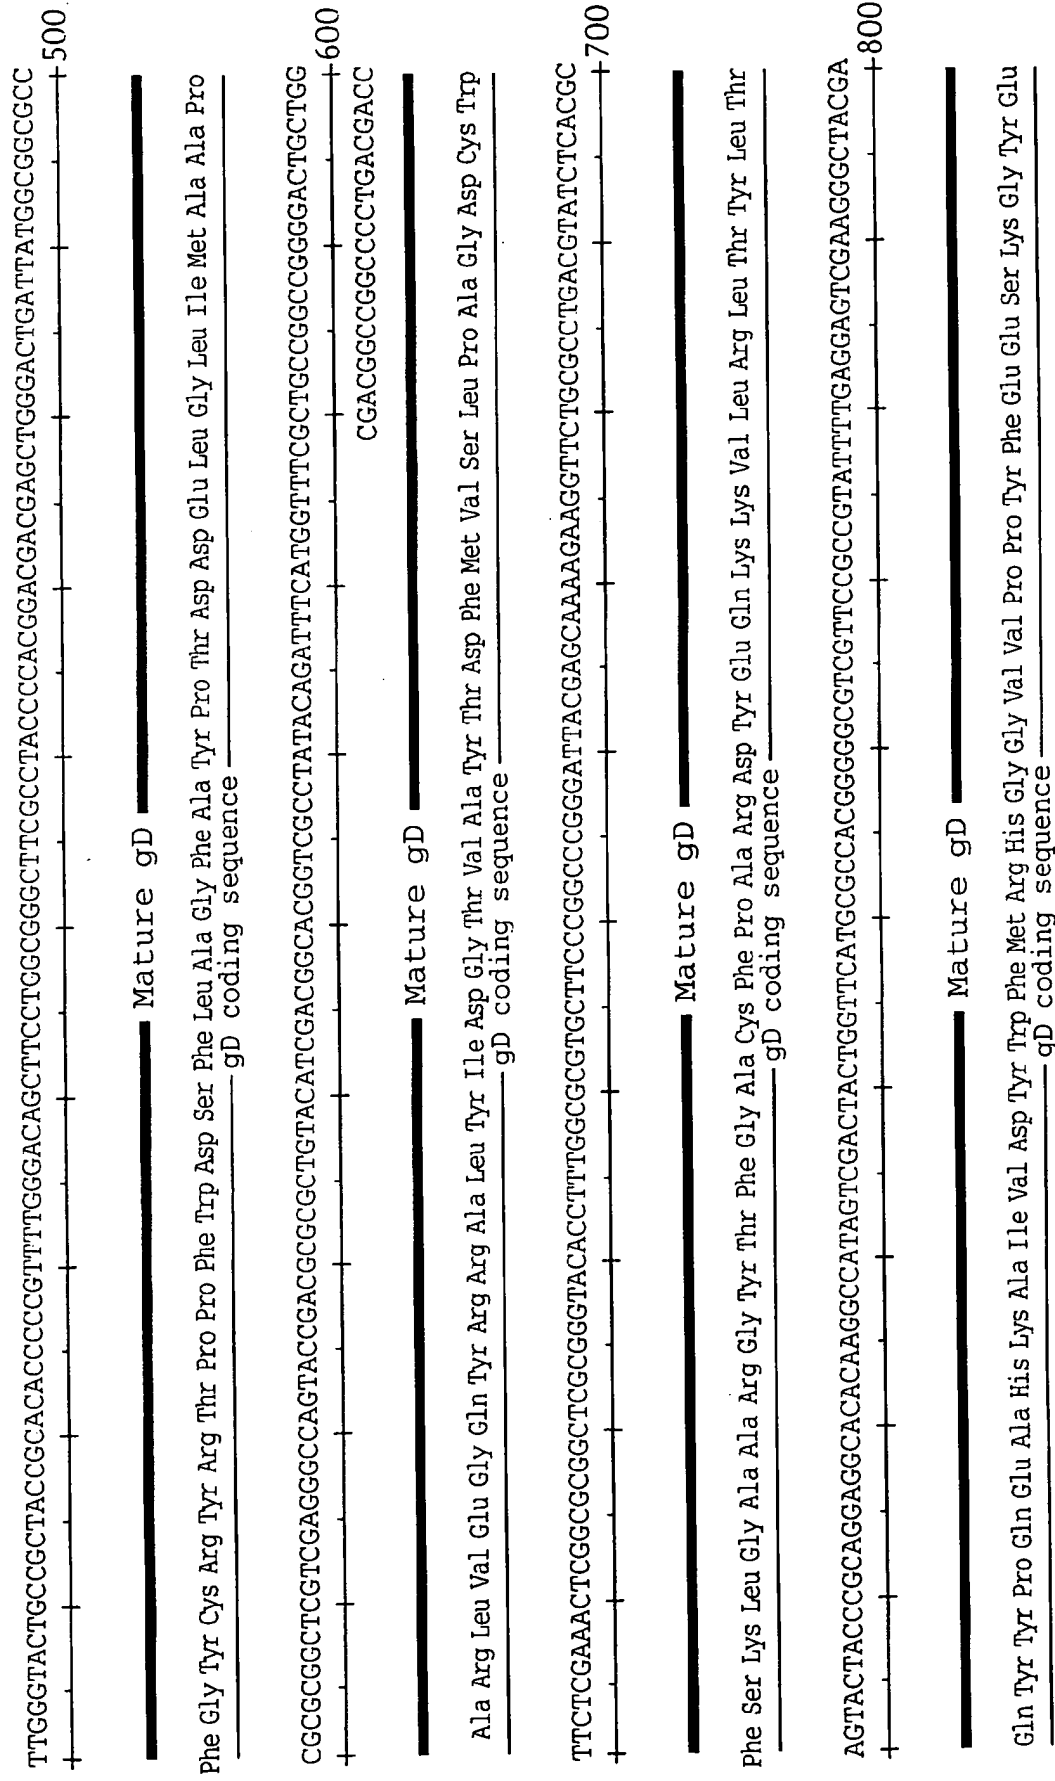 TTGGGTACTGCCGCTACCGCACACCCCCGTTTTGGGACAGCTTCCTGGCGGGCTTCGCCTACCCCACGGACGACGAGCTGGGACTGATTATGGCGGCGCC
500
Mature gD
Phe Gly Tyr Cys Arg Tyr Arg Thr Pro Pro Phe Trp Asp Ser Phe Leu Ala Gly Phe Ala Tyr Pro Thr Asp Asp Glu Leu Gly Leu Ile Met Ala Ala Pro
gD coding sequence
CGCGCGGCTCGTCGAGGGCCAGTACCGACGCGCGCTGTACATCGACGGCACGGTCGCCTATACAGATTTCATGGTTTCGCTGCCGGCCGGGGACTGCTGG
600
CGACGGCCGGCCCCTGACGACC
Mature gD
Ala Arg Leu Val Glu Gly Gln Tyr Arg Arg Ala Leu Tyr Ile Asp Gly Thr Val Ala Tyr Thr Asp Phe Met Val Ser Leu Pro Ala Gly Asp Cys Trp
gD coding sequence
TTCTCGAAACTCGGCGCGGCTCGCGGGTACACCTTTGGCGCGTGCTTCCCGGCCCGGGATTACGAGCAAAAGAAGGTTCTGCGCCTGACGTATCTCACGC
700
Mature gD
Phe Ser Lys Leu Gly Ala Ala Arg Gly Tyr Thr Phe Gly Ala Cys Phe Pro Ala Arg Asp Tyr Glu Gln Lys Lys Val Leu Arg Leu Thr Tyr Leu Thr
gD coding sequence
AGTACTACCCGCAGGAGGCACACAAGGCCATAGTCGACTACTGGTTCATGCGCCACGGGGGCGTCGTTCCGCCGTATTTTGAGGAGTCGAAGGGCTACGA
800
Mature gD
Gln Tyr Tyr Pro Gln Glu Ala His Lys Ala Ile Val Asp Tyr Trp Phe Met Arg His Gly Gly Val Val Pro Pro Tyr Phe Glu Glu Ser Lys Gly Tyr Glu
gD coding sequence